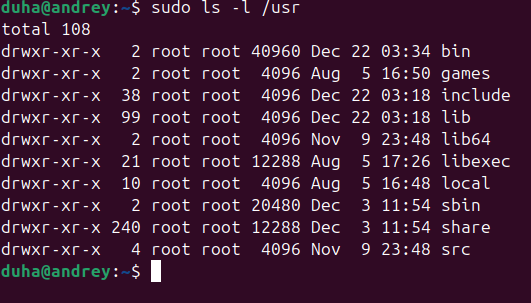 duha@andrey:~$ sudo ls -l /usr
total 108
drwxr-xr-x   2 root root 40960 Dec 22 03:34 bin
drwxr-xr-x   2 root root  4096 Aug  5 16:50 games
drwxr-xr-x  38 root root  4096 Dec 22 03:18 include
drwxr-xr-x  99 root root  4096 Dec 22 03:18 lib
drwxr-xr-x   2 root root  4096 Nov  9 23:48 lib64
drwxr-xr-x  21 root root 12288 Aug  5 17:26 libexec
drwxr-xr-x  10 root root  4096 Aug  5 16:48 local
drwxr-xr-x   2 root root 20480 Dec  3 11:54 sbin
drwxr-xr-x 240 root root 12288 Dec  3 11:54 share
drwxr-xr-x   4 root root  4096 Nov  9 23:48 src
duha@andrey:~$